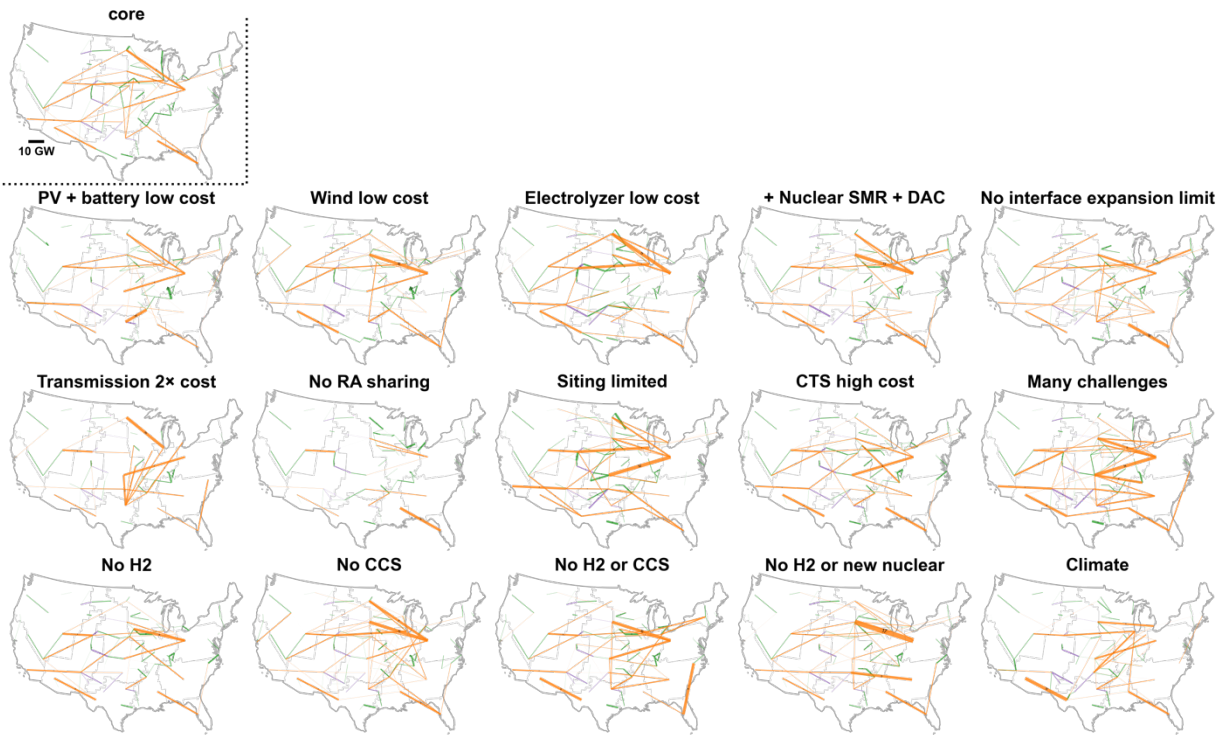 core
10 GW
PV + battery low cost
Wind low cost
Electrolyzer low cost
+ Nuclear SMR + DAC
No interface expansion limit
Transmission 2× cost
No RA sharing
Siting limited
CTS high cost
Many challenges
No H2
No CCS
No H2 or CCS
No H2 or new nuclear
Climate